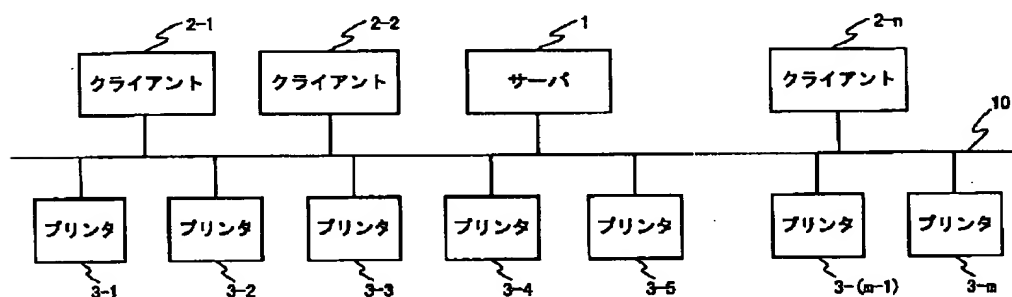 2-1
2-2
1
2-n
クライアント
クライアント
サーバ
クライアント
10
プリンタ
プリンタ
プリンタ
プリンタ
プリンタ
プリンタ
プリンタ
3-1
3-2
3-3
3-4
3-5
3-(m-1)
3-m